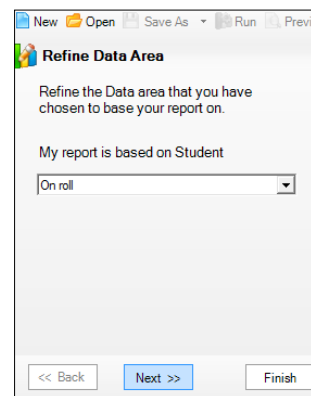 New Open Save As Run Previ
Refine Data Area
Refine the Data area that you have
chosen to base your report on.
My report is based on Student
On roll
<< Back Next >> Finish